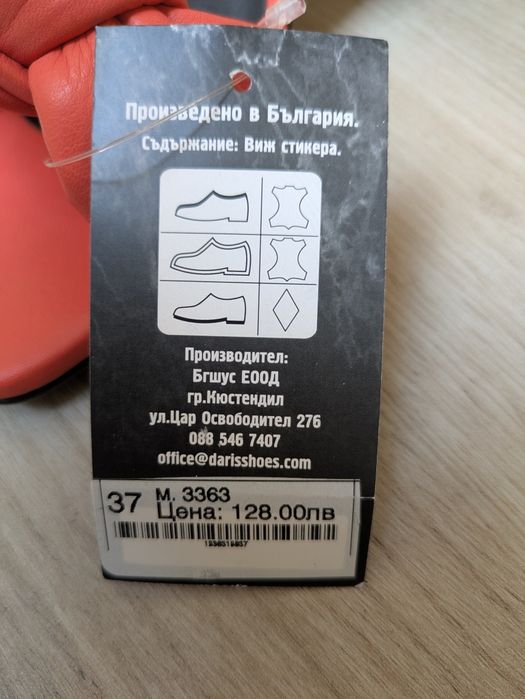 Произведено в България.
Съдържание: Виж стикера.
Производител:
Бгшус ЕООД
гр.Кюстендил
ул.Цар Освободител 276
088 546 7407
office@darisshoes.com
37 м. 3363
Цена: 128.00лв